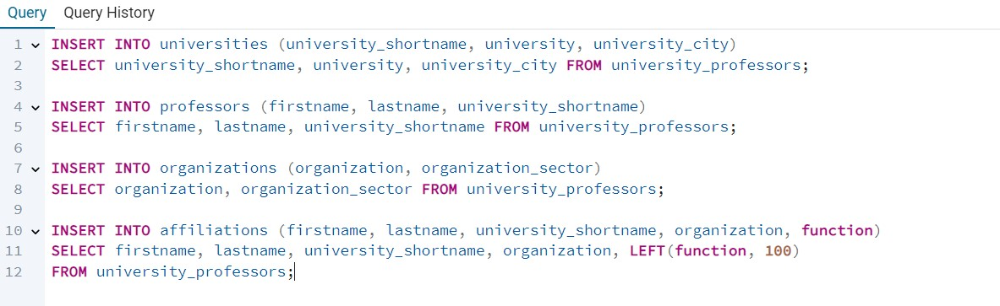 Query Query History
1 INSERT INTO universities (university_shortname, university, university_city)
2 SELECT university_shortname, university, university_city FROM university_professors;
3
4 INSERT INTO professors (firstname, lastname, university_shortname)
5 SELECT firstname, lastname, university_shortname FROM university_professors;
6
7 INSERT INTO organizations (organization, organization_sector)
8 SELECT organization, organization_sector FROM university_professors;
9
10 INSERT INTO affiliations (firstname, lastname, university_shortname, organization, function)
11 SELECT firstname, lastname, university_shortname, organization, LEFT(function, 100)
12 FROM university_professors;